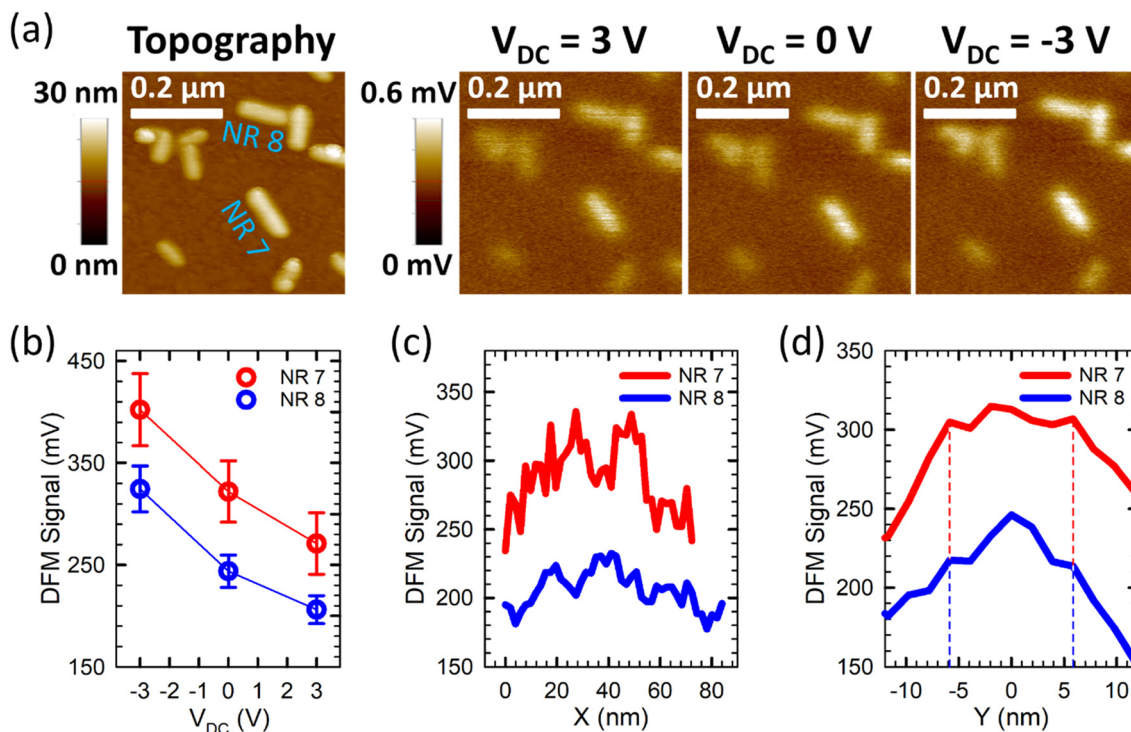 (a)
Topography
V_DC = 3 V
V_DC = 0 V
V_DC = -3 V
30 nm
0 nm
0.2 µm
NR 8
NR 7
0.6 mV
0 mV
0.2 µm
0.2 µm
0.2 µm
(b)
450
350
250
150
DFM Signal (mV)
NR 7
NR 8
-3 -2 -1 0 1 2 3
V_DC (V)
(c)
350
300
250
200
150
DFM Signal (mV)
NR 7
NR 8
0 20 40 60 80
X (nm)
(d)
350
300
250
200
150
DFM Signal (mV)
NR 7
NR 8
-10 -5 0 5 10
Y (nm)